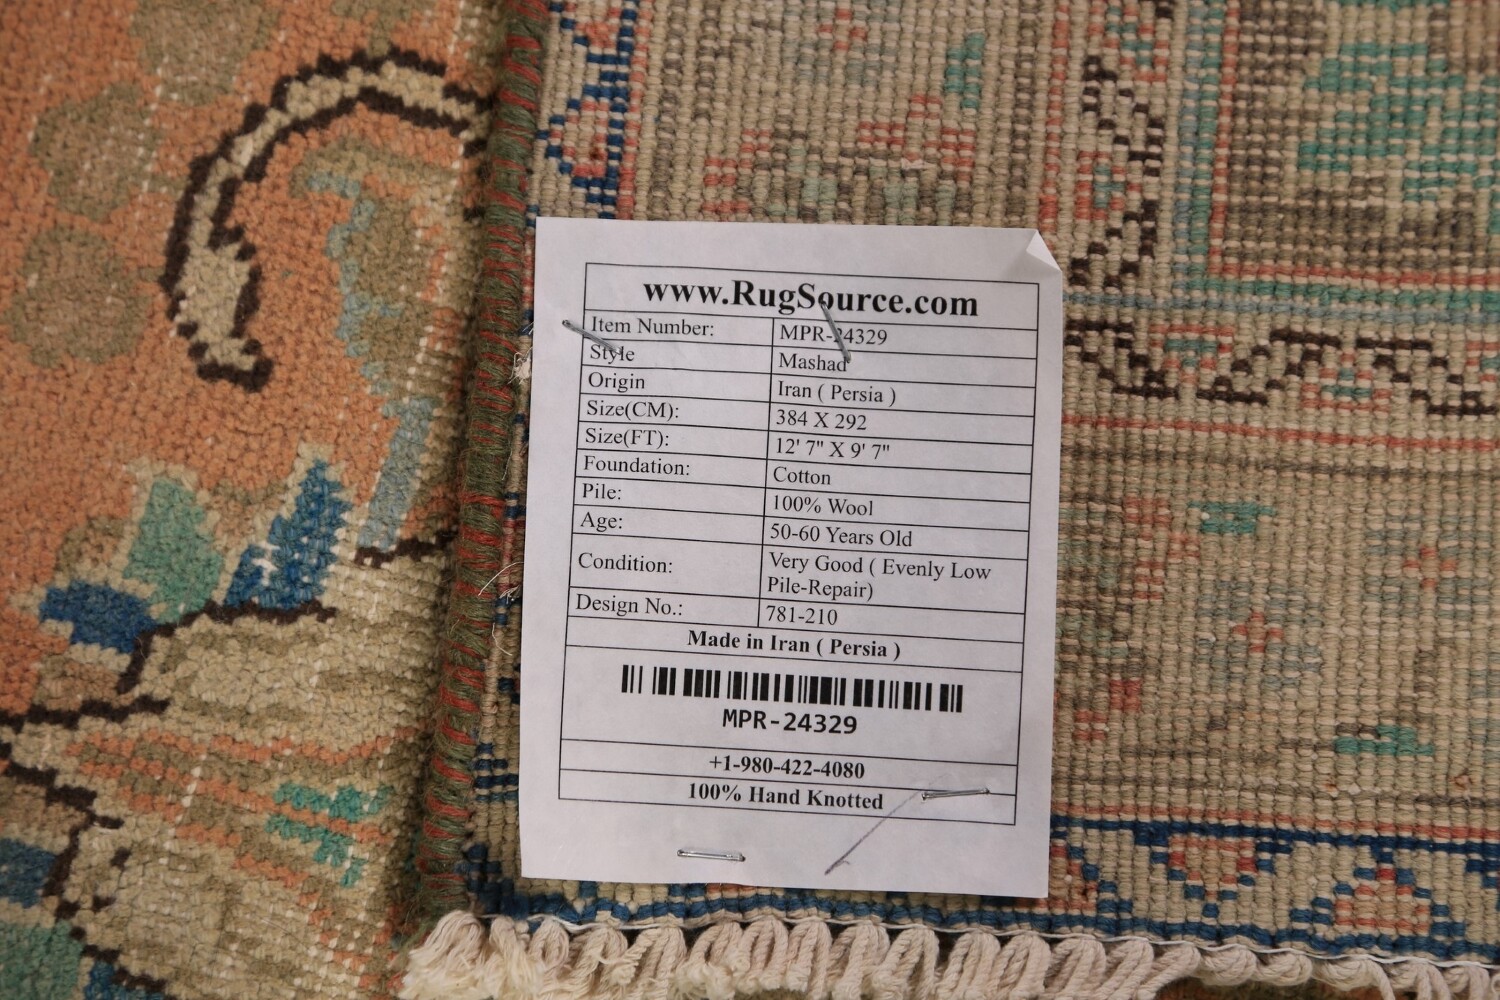 www.RugSource.com
Item Number: MPR-24329
Style Mashad
Origin Iran ( Persia )
Size(CM): 384 X 292
Size(FT): 12' 7" X 9' 7"
Foundation: Cotton
Pile: 100% Wool
Age: 50-60 Years Old
Condition: Very Good ( Evenly Low
Pile-Repair)
Design No.: 781-210
Made in Iran ( Persia )
MPR-24329
+1-980-422-4080
100% Hand Knotted